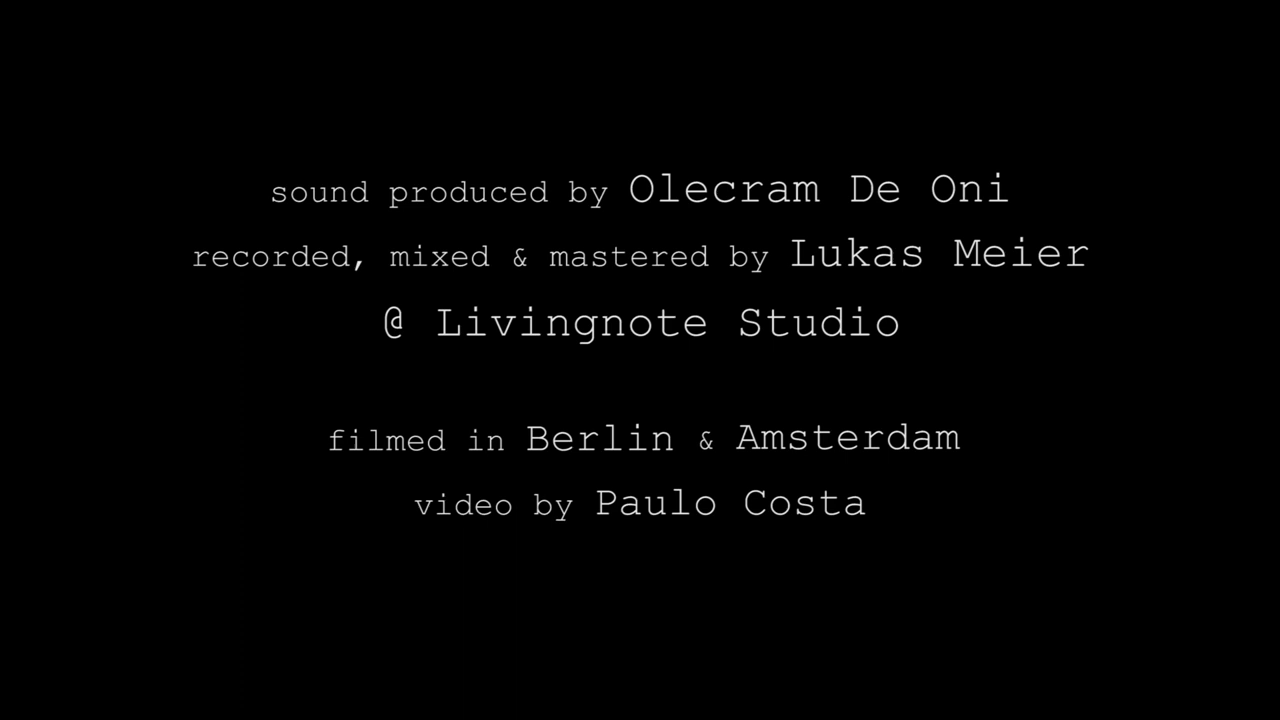 sound produced by Olecram De Oni
recorded, mixed & mastered by Lukas Meier
@ Livingnote Studio
filmed in Berlin & Amsterdam
video by Paulo Costa